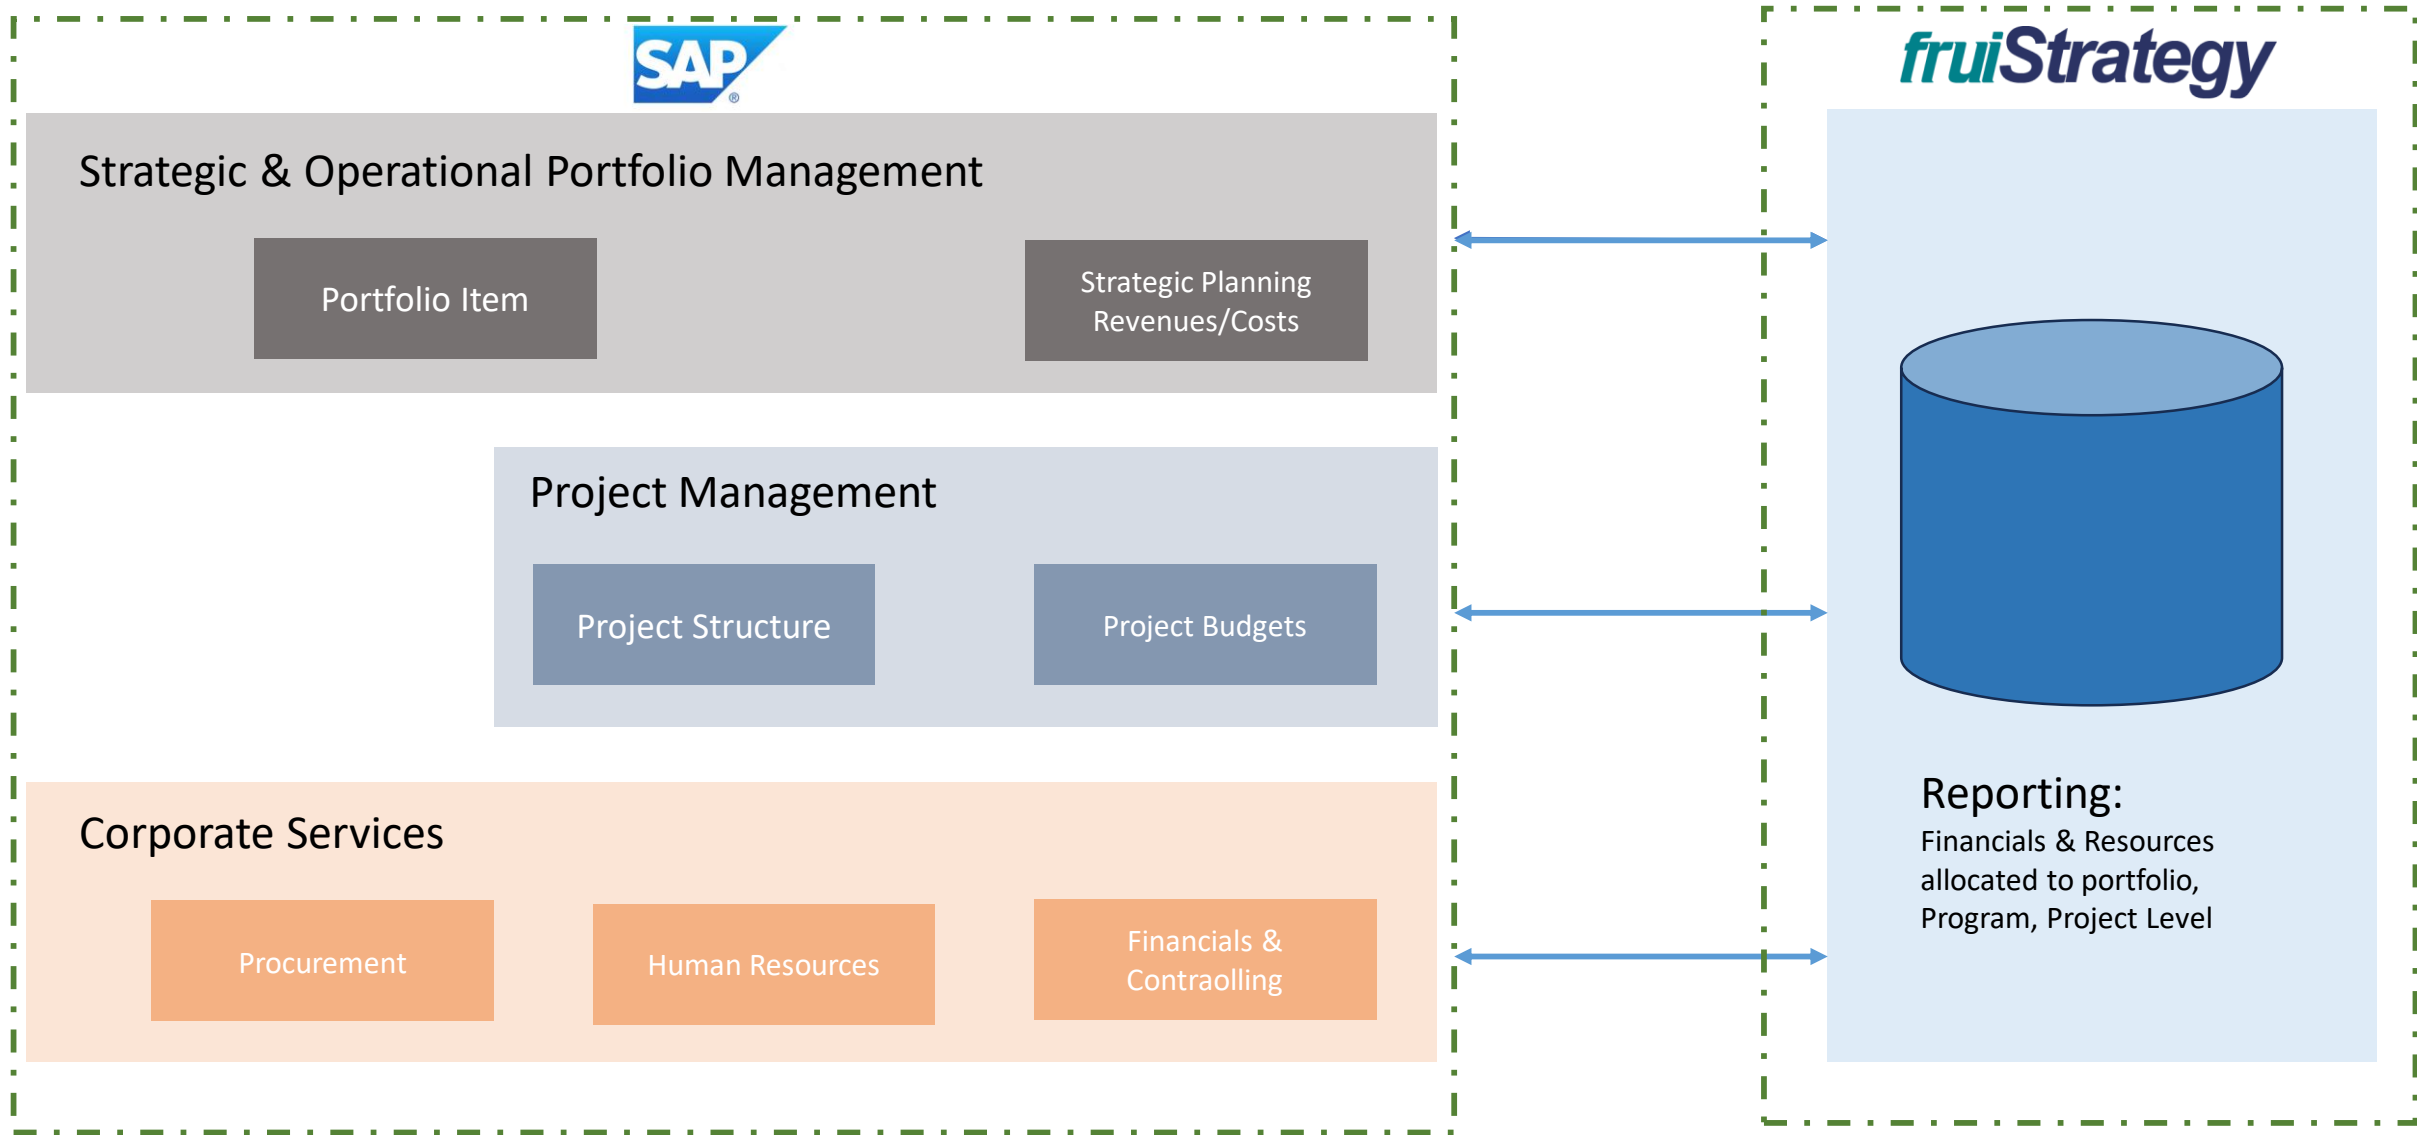 SAP
®
fruiStrategy
Strategic & Operational Portfolio Management
Portfolio Item
Strategic Planning
Revenues/Costs
Project Management
Project Structure
Project Budgets
Corporate Services
Procurement
Human Resources
Financials &
Contraolling
Reporting:
Financials & Resources
allocated to portfolio,
Program, Project Level